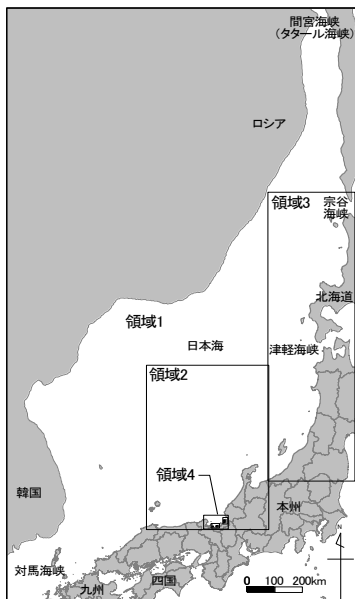 間宮海峡
(タタール海峡)
ロシア
領域3
宗谷
海峡
北海道
領域1
日本海
津軽海峡
領域2
領域4
韓国
本州
N
対馬海峡
四国
九州
0 100 200km